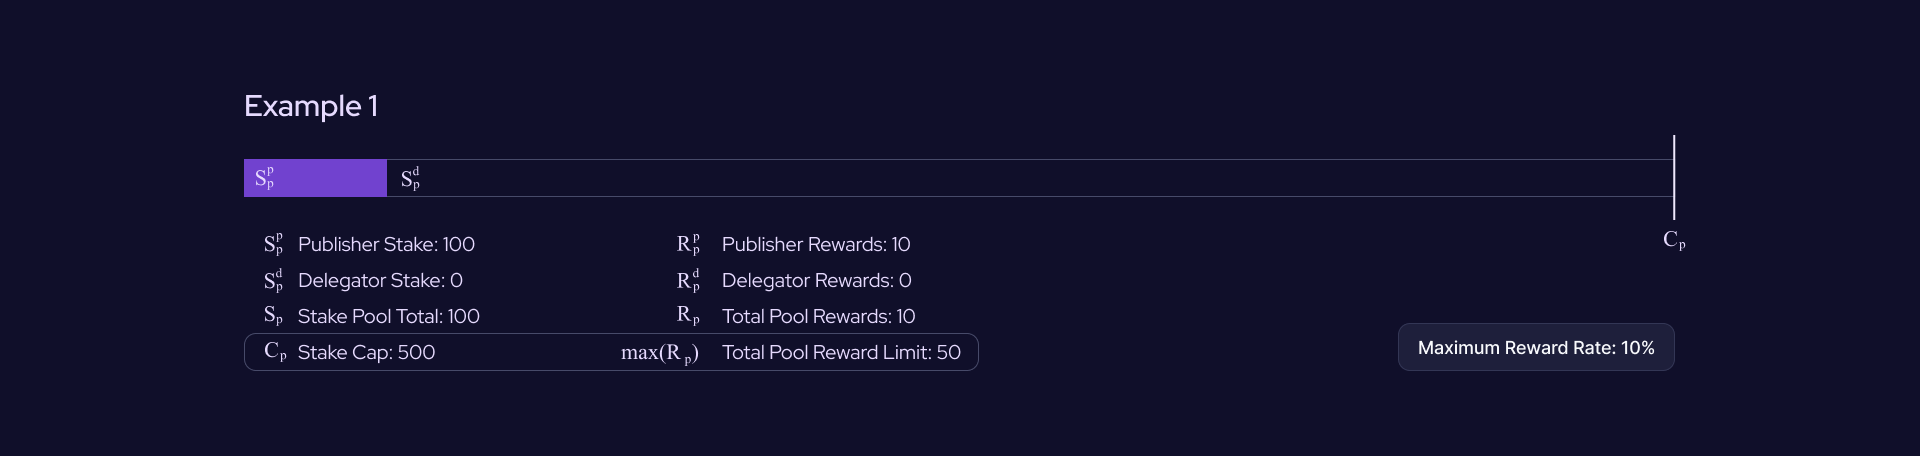 Example 1
S_p^p S_p^d
S_p^p Publisher Stake: 100 R_p^p Publisher Rewards: 10
C_p
S_p^d Delegator Stake: 0 R_p^d Delegator Rewards: 0
S_p Stake Pool Total: 100 R_p Total Pool Rewards: 10
C_p Stake Cap: 500 max(R_p) Total Pool Reward Limit: 50
Maximum Reward Rate: 10%